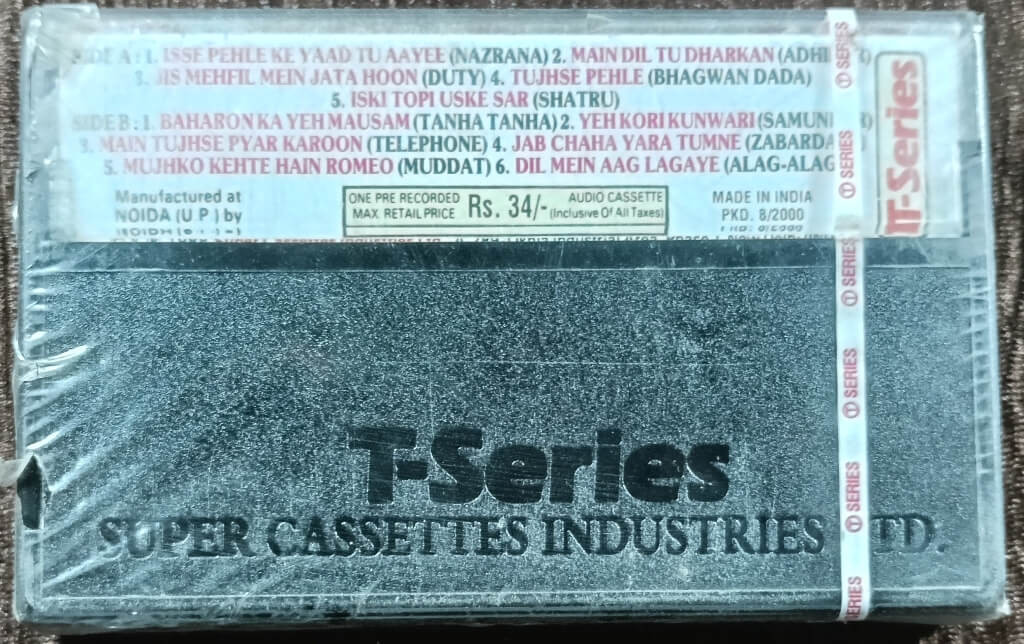 SIDE A : 1. ISSE PEHLE KE YAAD TU AAYEE (NAZRANA) 2. MAIN DIL TU DHARKAN
3. JIS MEHFIL MEIN JATA HOON (DUTY) 4. TUJHSE PEHLE (BHAGWAN DADA)
5. ISKI TOPI USKE SAR (SHATRU)
SIDE B : 1. BAHARON KA YEH MAUSAM (TANHA TANHA) 2. YEH KORI KUNWARI
3. MAIN TUJHSE PYAR KAROON (TELEPHONE) 4. JAB CHAHA YARA TUMNE
5. MUJHKO KEHTE HAIN ROMEO (MUDDAT) 6. DIL MEIN AAG LAGAYE (ALAG-ALAG
T-Series
Manufactured at
NOIDA (U P ) by
ONE PRE RECORDED AUDIO CASSETTE
MAX RETAIL PRICE Rs. 34/- (Inclusive Of All Taxes)
MADE IN INDIA
PKD. 8/2000
T-Series
SUPER CASSETTES INDUSTRIES
T SERIES
T SERIES
T SERIES
T SERIES
T SERIES
SERIES